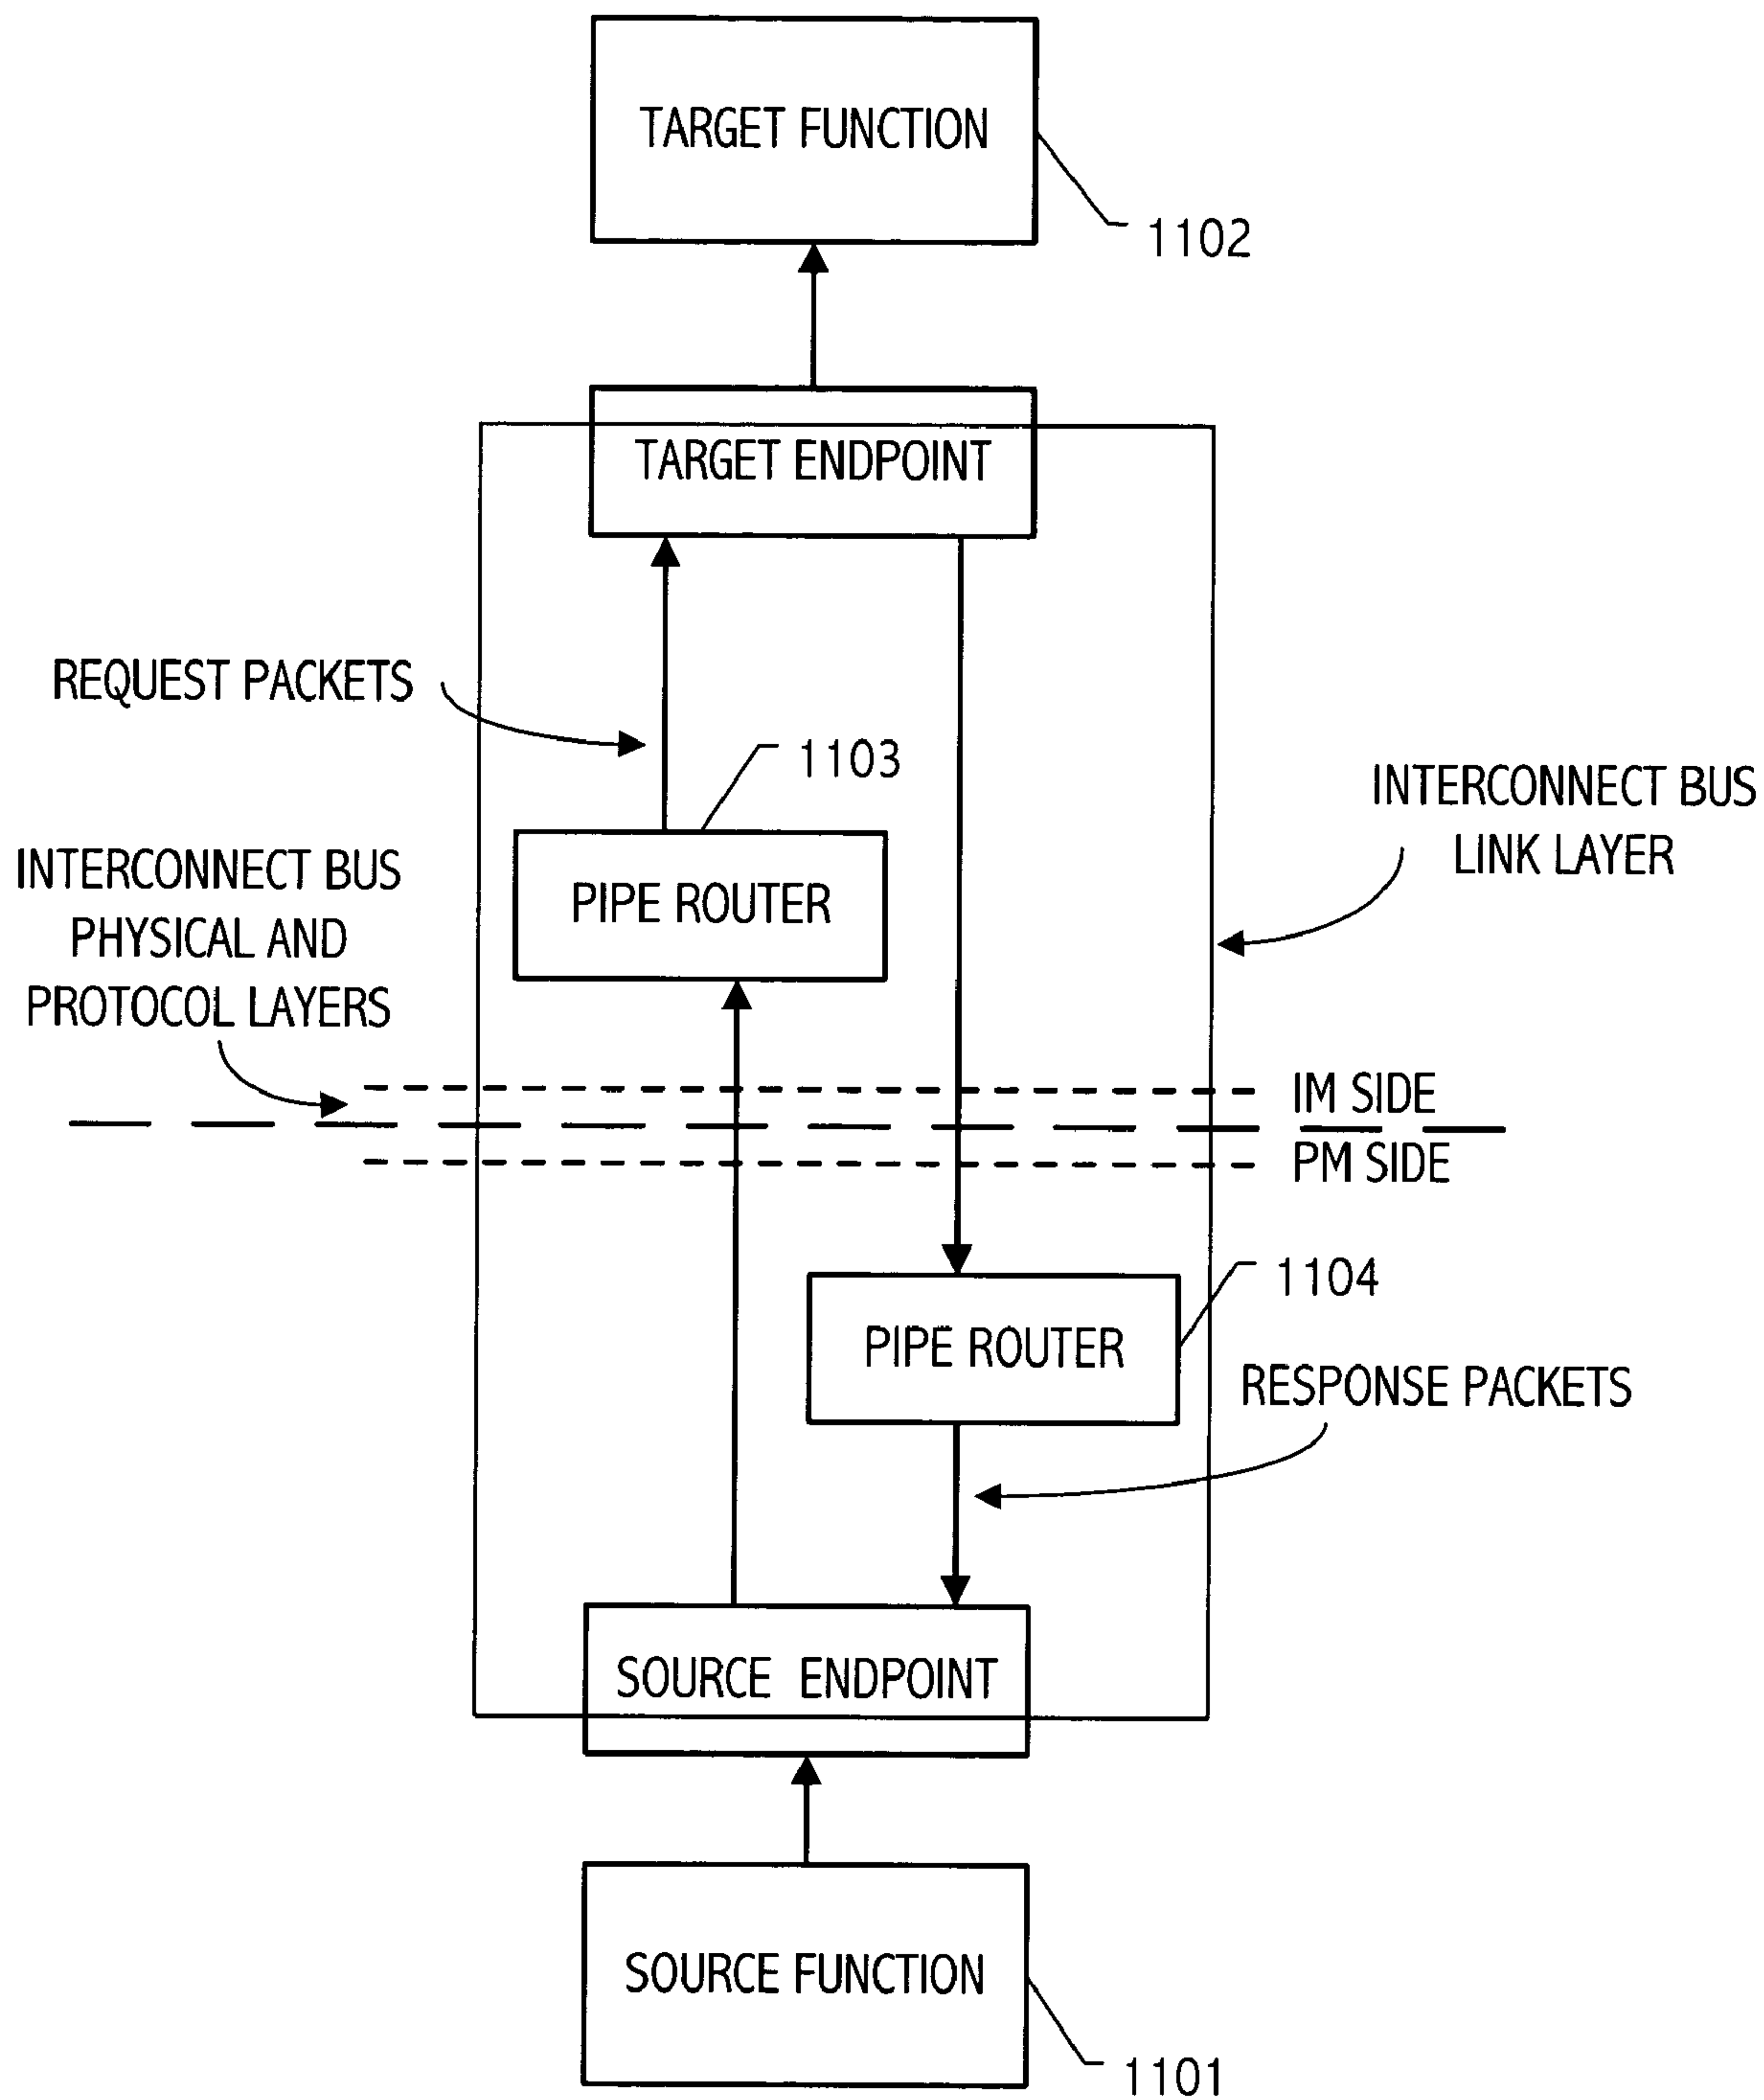 TARGET FUNCTION
1102
TARGET ENDPOINT
REQUEST PACKETS
1103
INTERCONNECT BUS
LINK LAYER
INTERCONNECT BUS
PHYSICAL AND
PROTOCOL LAYERS
PIPE ROUTER
IM SIDE
PM SIDE
1104
PIPE ROUTER
RESPONSE PACKETS
SOURCE ENDPOINT
SOURCE FUNCTION
1101